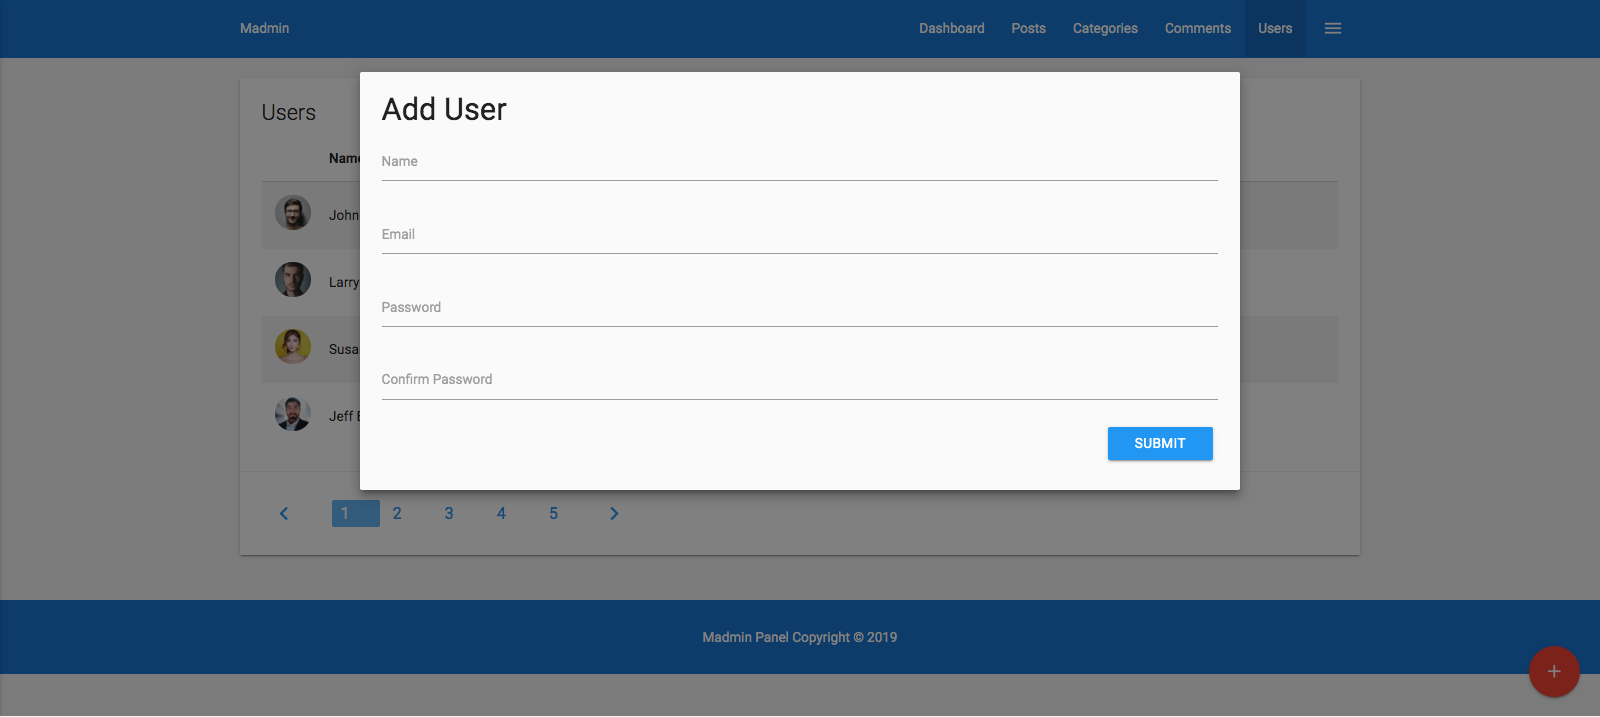 Madmin Dashboard Posts Categories Comments Users
Users
Add User
Name
Name
John
Email
Larry
Password
Susa
Confirm Password
Jeff
SUBMIT
1 2 3 4 5
Madmin Panel Copyright © 2019
+